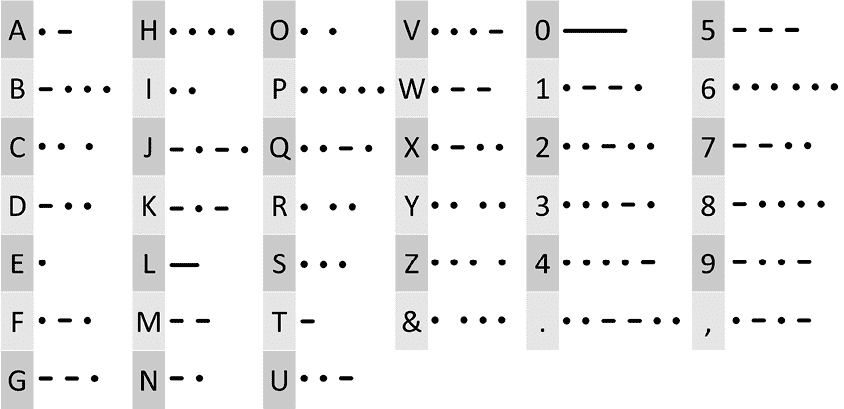 A • – H • • • • O •  • V • • • – 0 ⸺ 5 – – –
B – • • • I • • P • • • • • W • – – 1 • – – • 6 • • • • • •
C • •  • J – • – • Q • • – • X • – • • 2 • • – • • 7 – – • •
D – • • K – • – R •  • • Y • •  • • 3 • • • – • 8 – • • • •
E • L — S • • • Z • • •  • 4 • • • • – 9 – • • –
F • – • M – – T – & •  • • • . • • – – • • , • – • –
G – – • N – • U • • –